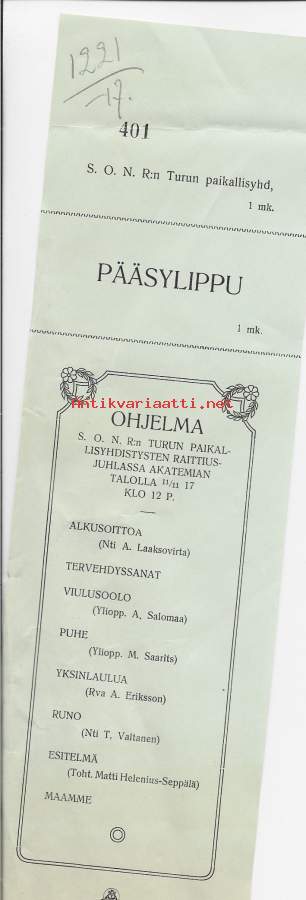 1221
/17.
401
S. O. N. R:n Turun paikallisyhd,
1 mk.
PÄÄSYLIPPU
1 mk.
antikvariaatti.net
OHJELMA
S. O. N. R:n TURUN PAIKAL-
LISYHDISTYSTEN RAITTIUS-
JUHLASSA AKATEMIAN
TALOLLA 11/11 17
KLO 12 P.
ALKUSOITTOA
(Nti A. Laaksovirta)
TERVEHDYSSANAT
VIULUSOOLO
(Yliopp. A, Salomaa)
PUHE
(Yliopp. M. Saarits)
YKSINLAULUA
(Rva A. Eriksson)
RUNO
(Nti T. Valtanen)
ESITELMÄ
(Toht. Matti Helenius-Seppälä)
MAAMME